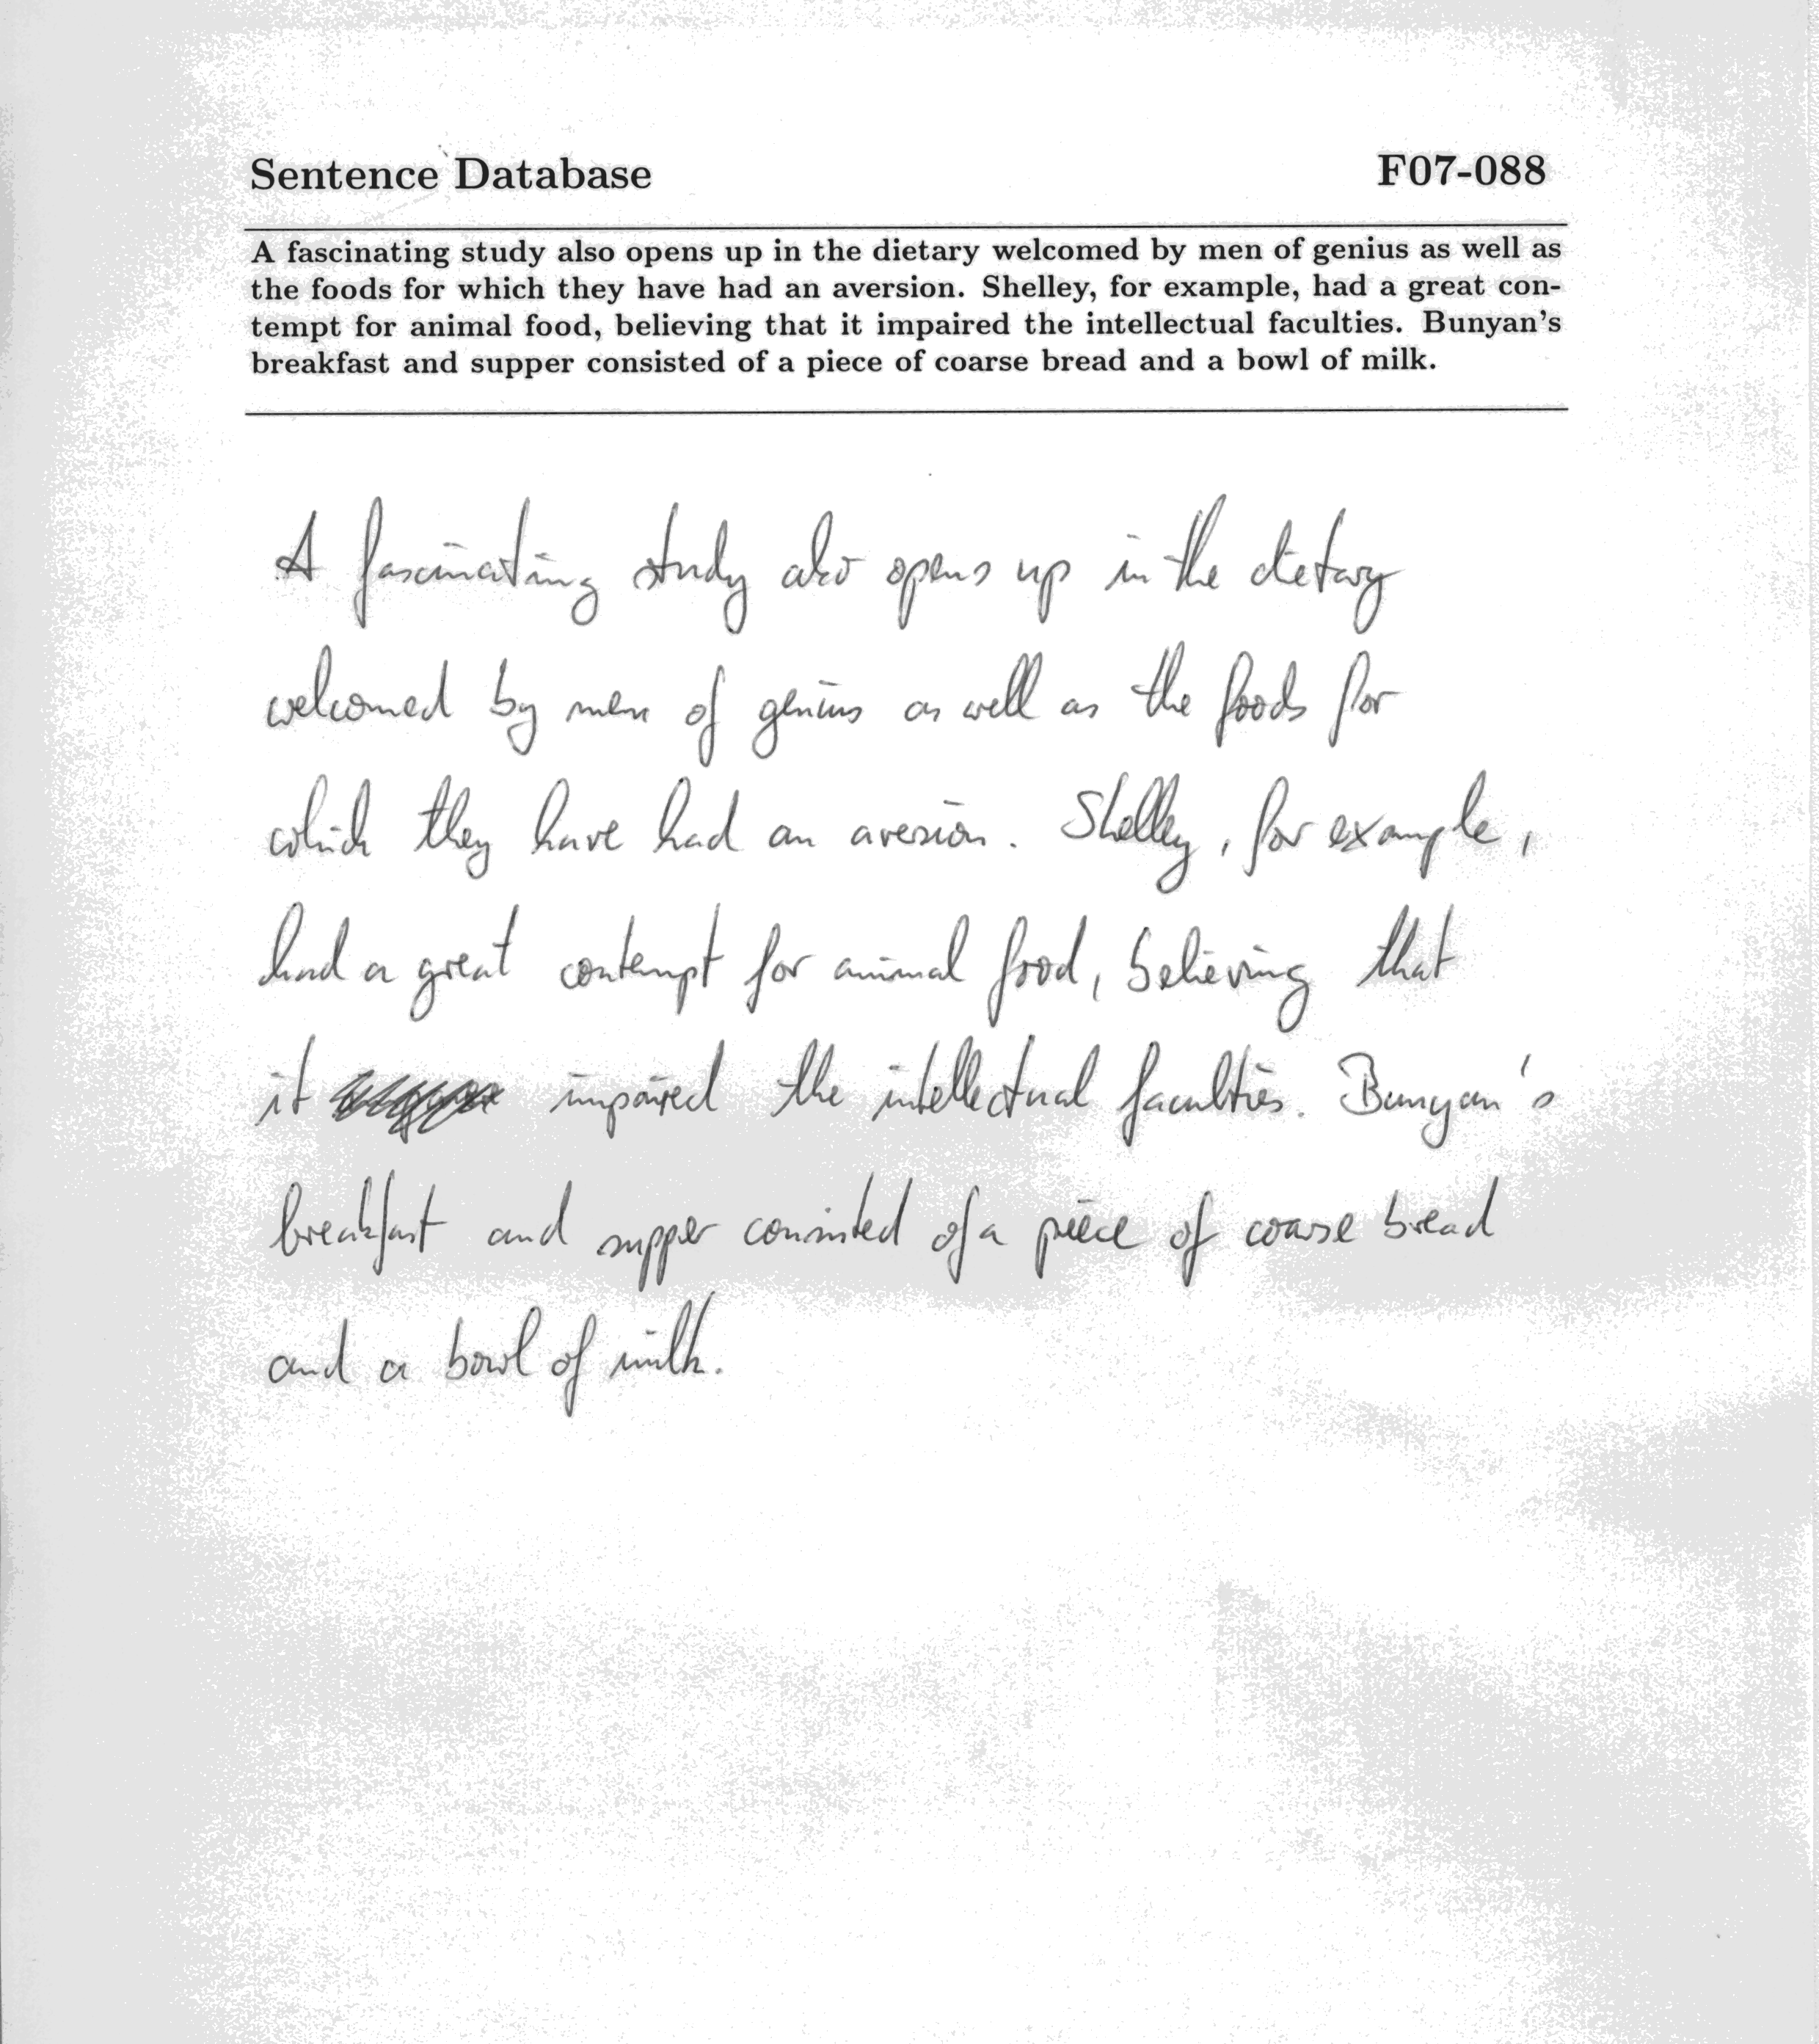 Sentence Database F07-088
A fascinating study also opens up in the dietary welcomed by men of genius as well as
the foods for which they have had an aversion. Shelley, for example, had a great con-
tempt for animal food, believing that it impaired the intellectual faculties. Bunyan's
breakfast and supper consisted of a piece of coarse bread and a bowl of milk.
A fascinating study also opens up in the dietary
welcomed by men of genius as well as the foods for
which they have had an aversion. Shelley, for example,
had a great contempt for animal food, believing that
it impaired the intellectual faculties. Bunyan's
breakfast and supper consisted of a piece of coarse bread
and a bowl of milk.